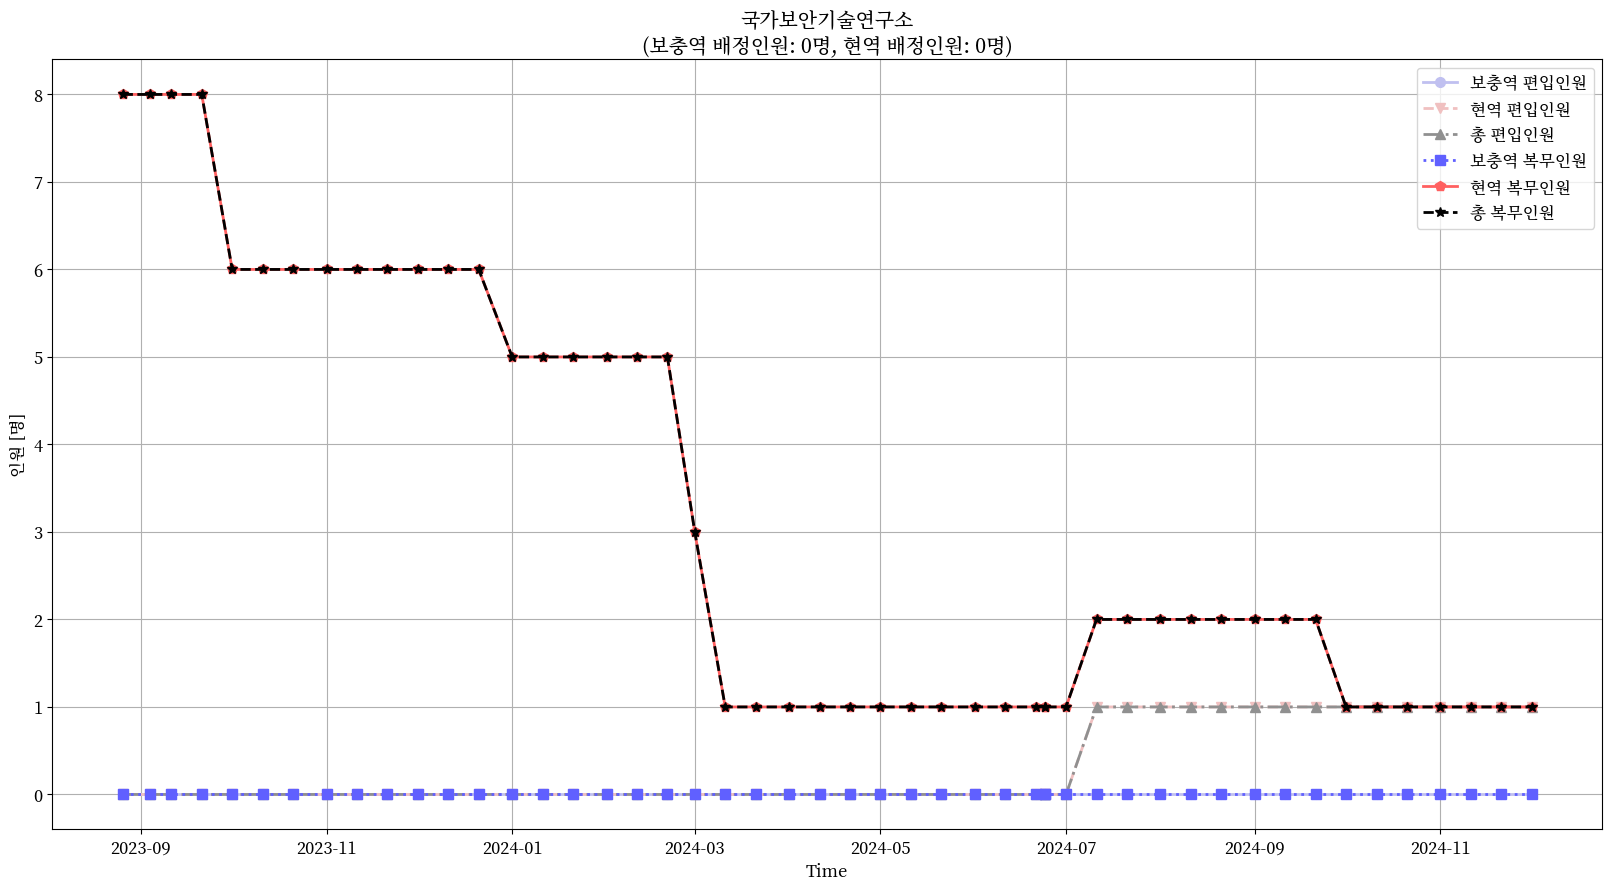 국가보안기술연구소
(보충역 배정인원: 0명, 현역 배정인원: 0명)
보충역 편입인원
현역 편입인원
총 편입인원
보충역 복무인원
현역 복무인원
총 복무인원
인원 [명]
8
7
6
5
4
3
2
1
0
2023-09
2023-11
2024-01
2024-03
2024-05
2024-07
2024-09
2024-11
Time